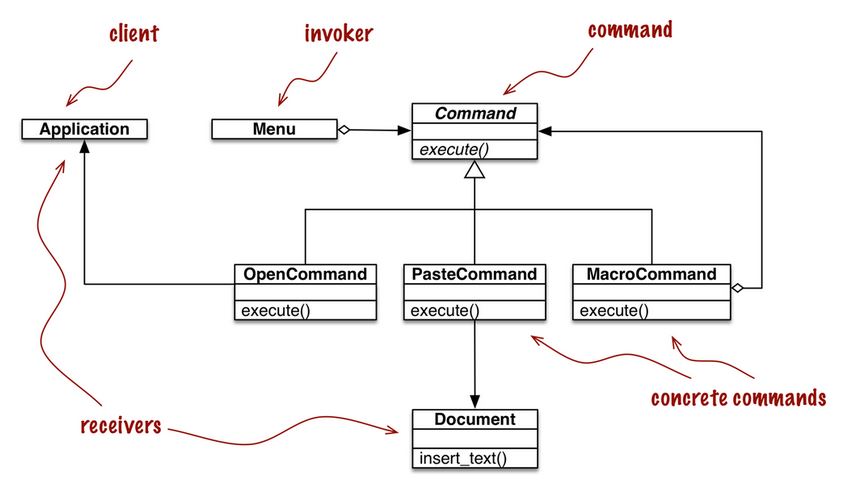 client
invoker
command
Application
Menu
Command
execute()
OpenCommand
execute()
PasteCommand
execute()
MacroCommand
execute()
concrete commands
receivers
Document
insert_text()